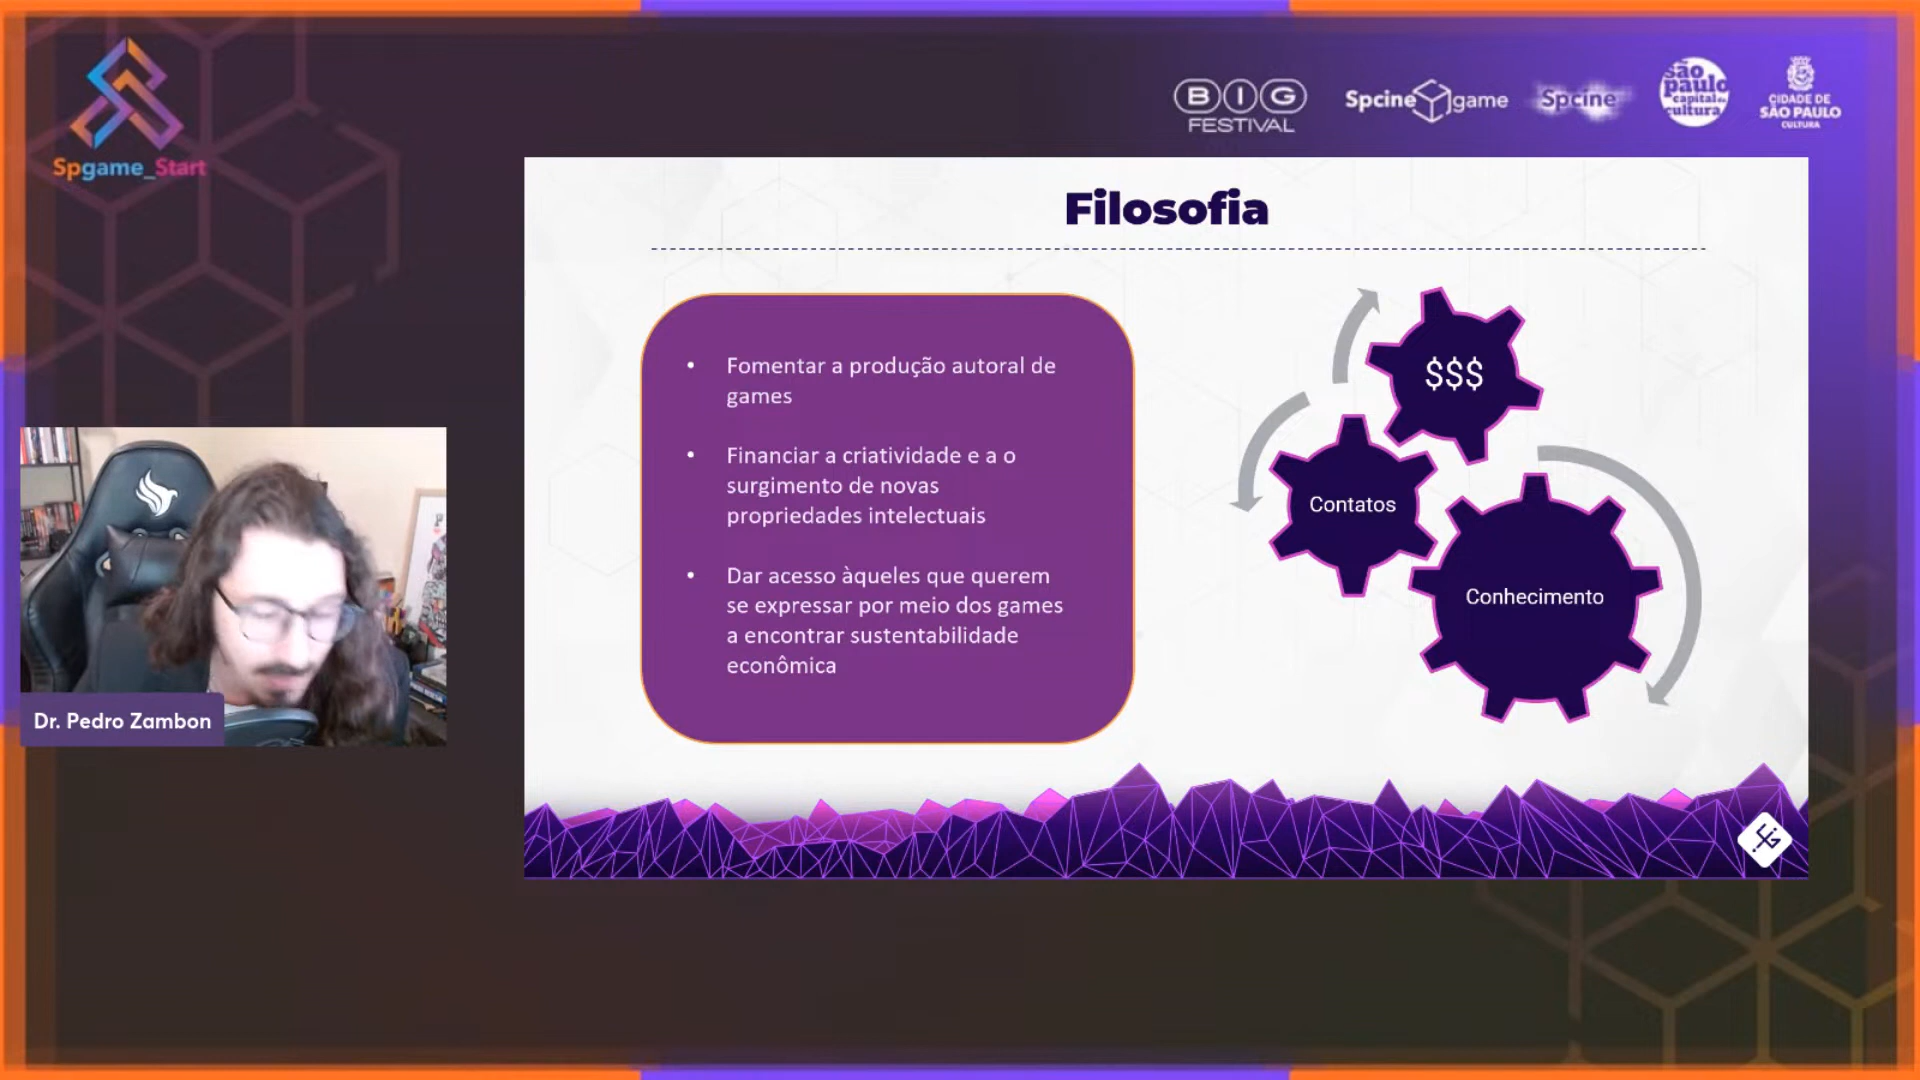 Spgame_Start
BIG
FESTIVAL
Spcine game
Spcine
são
paulo
capital da
cultura
CIDADE DE
SÃO PAULO
CULTURA
Filosofia
• Fomentar a produção autoral de
games
• Financiar a criatividade e a o
surgimento de novas
propriedades intelectuais
• Dar acesso àqueles que querem
se expressar por meio dos games
a encontrar sustentabilidade
econômica
$$$
Contatos
Conhecimento
Dr. Pedro Zambon